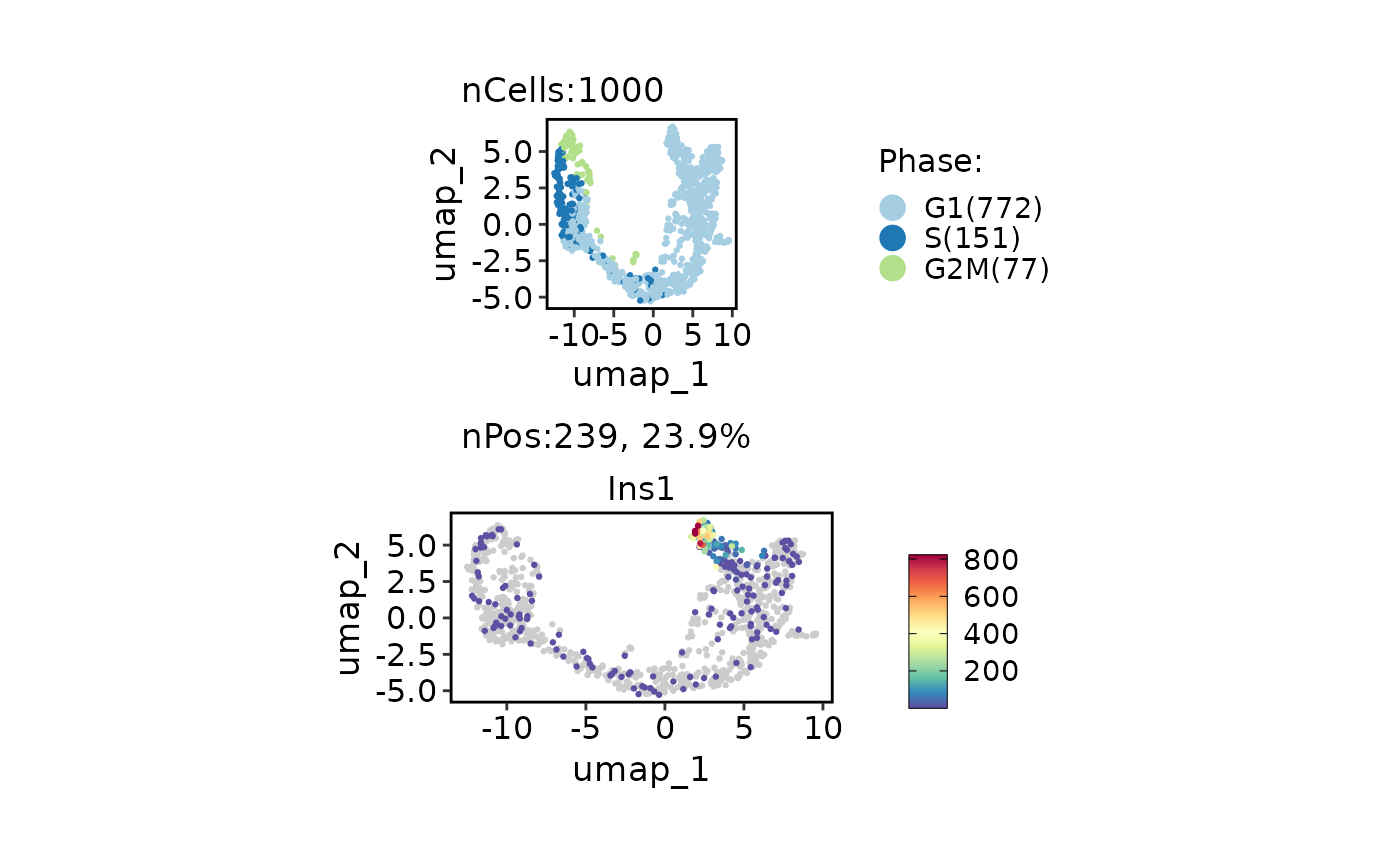 nCells:1000
umap_2
5.0
2.5
0.0
-2.5
-5.0
-10 -5 0 5 10
umap_1
Phase:
G1(772)
S(151)
G2M(77)
nPos:239, 23.9%
Ins1
umap_2
5.0
2.5
0.0
-2.5
-5.0
-10 -5 0 5 10
umap_1
800
600
400
200